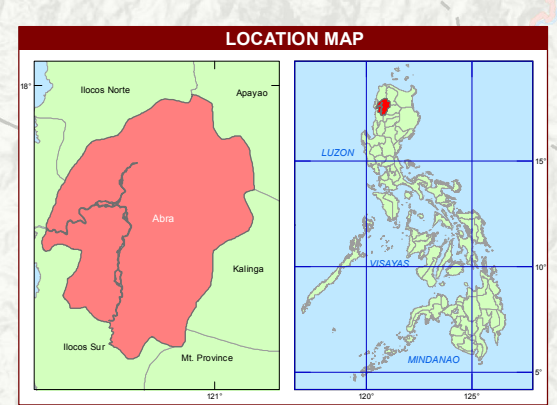 LOCATION MAP
18°
Ilocos Norte
Apayao
Abra
Kalinga
Ilocos Sur
Mt. Province
121°
LUZON
15°
VISAYAS
10°
MINDANAO
5°
120°
125°